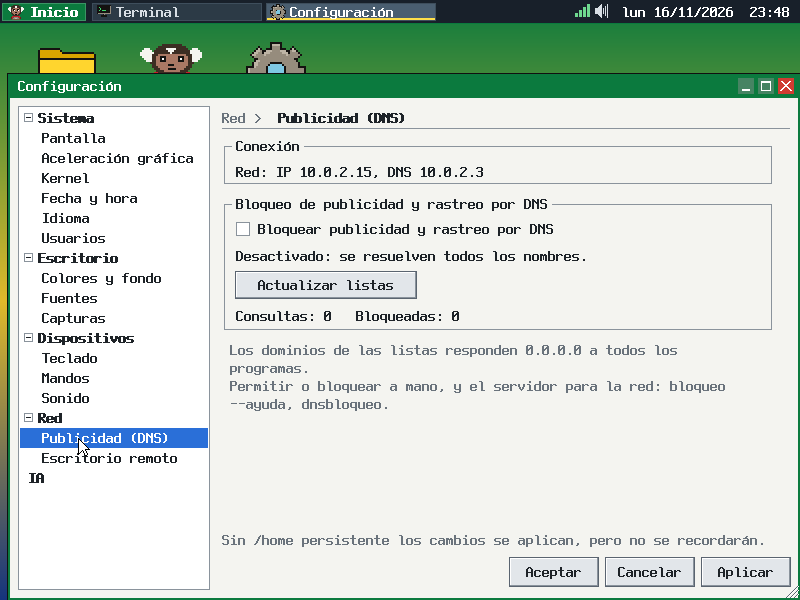 Inicio
Terminal
Configuración
lun 16/11/2026 23:48
Configuración
Sistema
Pantalla
Aceleración gráfica
Kernel
Fecha y hora
Idioma
Usuarios
Escritorio
Colores y fondo
Fuentes
Capturas
Dispositivos
Teclado
Mandos
Sonido
Red
Publicidad (DNS)
Escritorio remoto
IA
Red > Publicidad (DNS)
Conexión
Red: IP 10.0.2.15, DNS 10.0.2.3
Bloqueo de publicidad y rastreo por DNS
Bloquear publicidad y rastreo por DNS
Desactivado: se resuelven todos los nombres.
Actualizar listas
Consultas: 0 Bloqueadas: 0
Los dominios de las listas responden 0.0.0.0 a todos los
programas.
Permitir o bloquear a mano, y el servidor para la red: bloqueo
--ayuda, dnsbloqueo.
Sin /home persistente los cambios se aplican, pero no se recordarán.
Aceptar
Cancelar
Aplicar